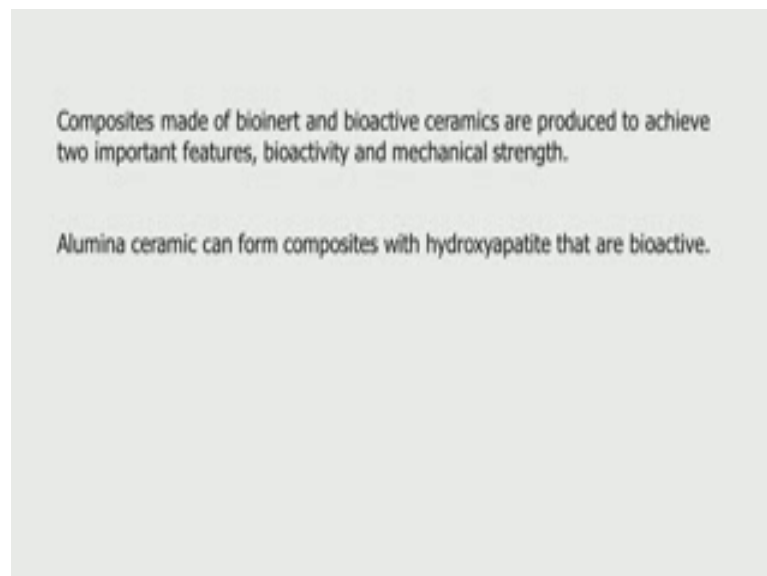 Composites made of bioinert and bioactive ceramics are produced to achieve
two important features, bioactivity and mechanical strength.
Alumina ceramic can form composites with hydroxyapatite that are bioactive.